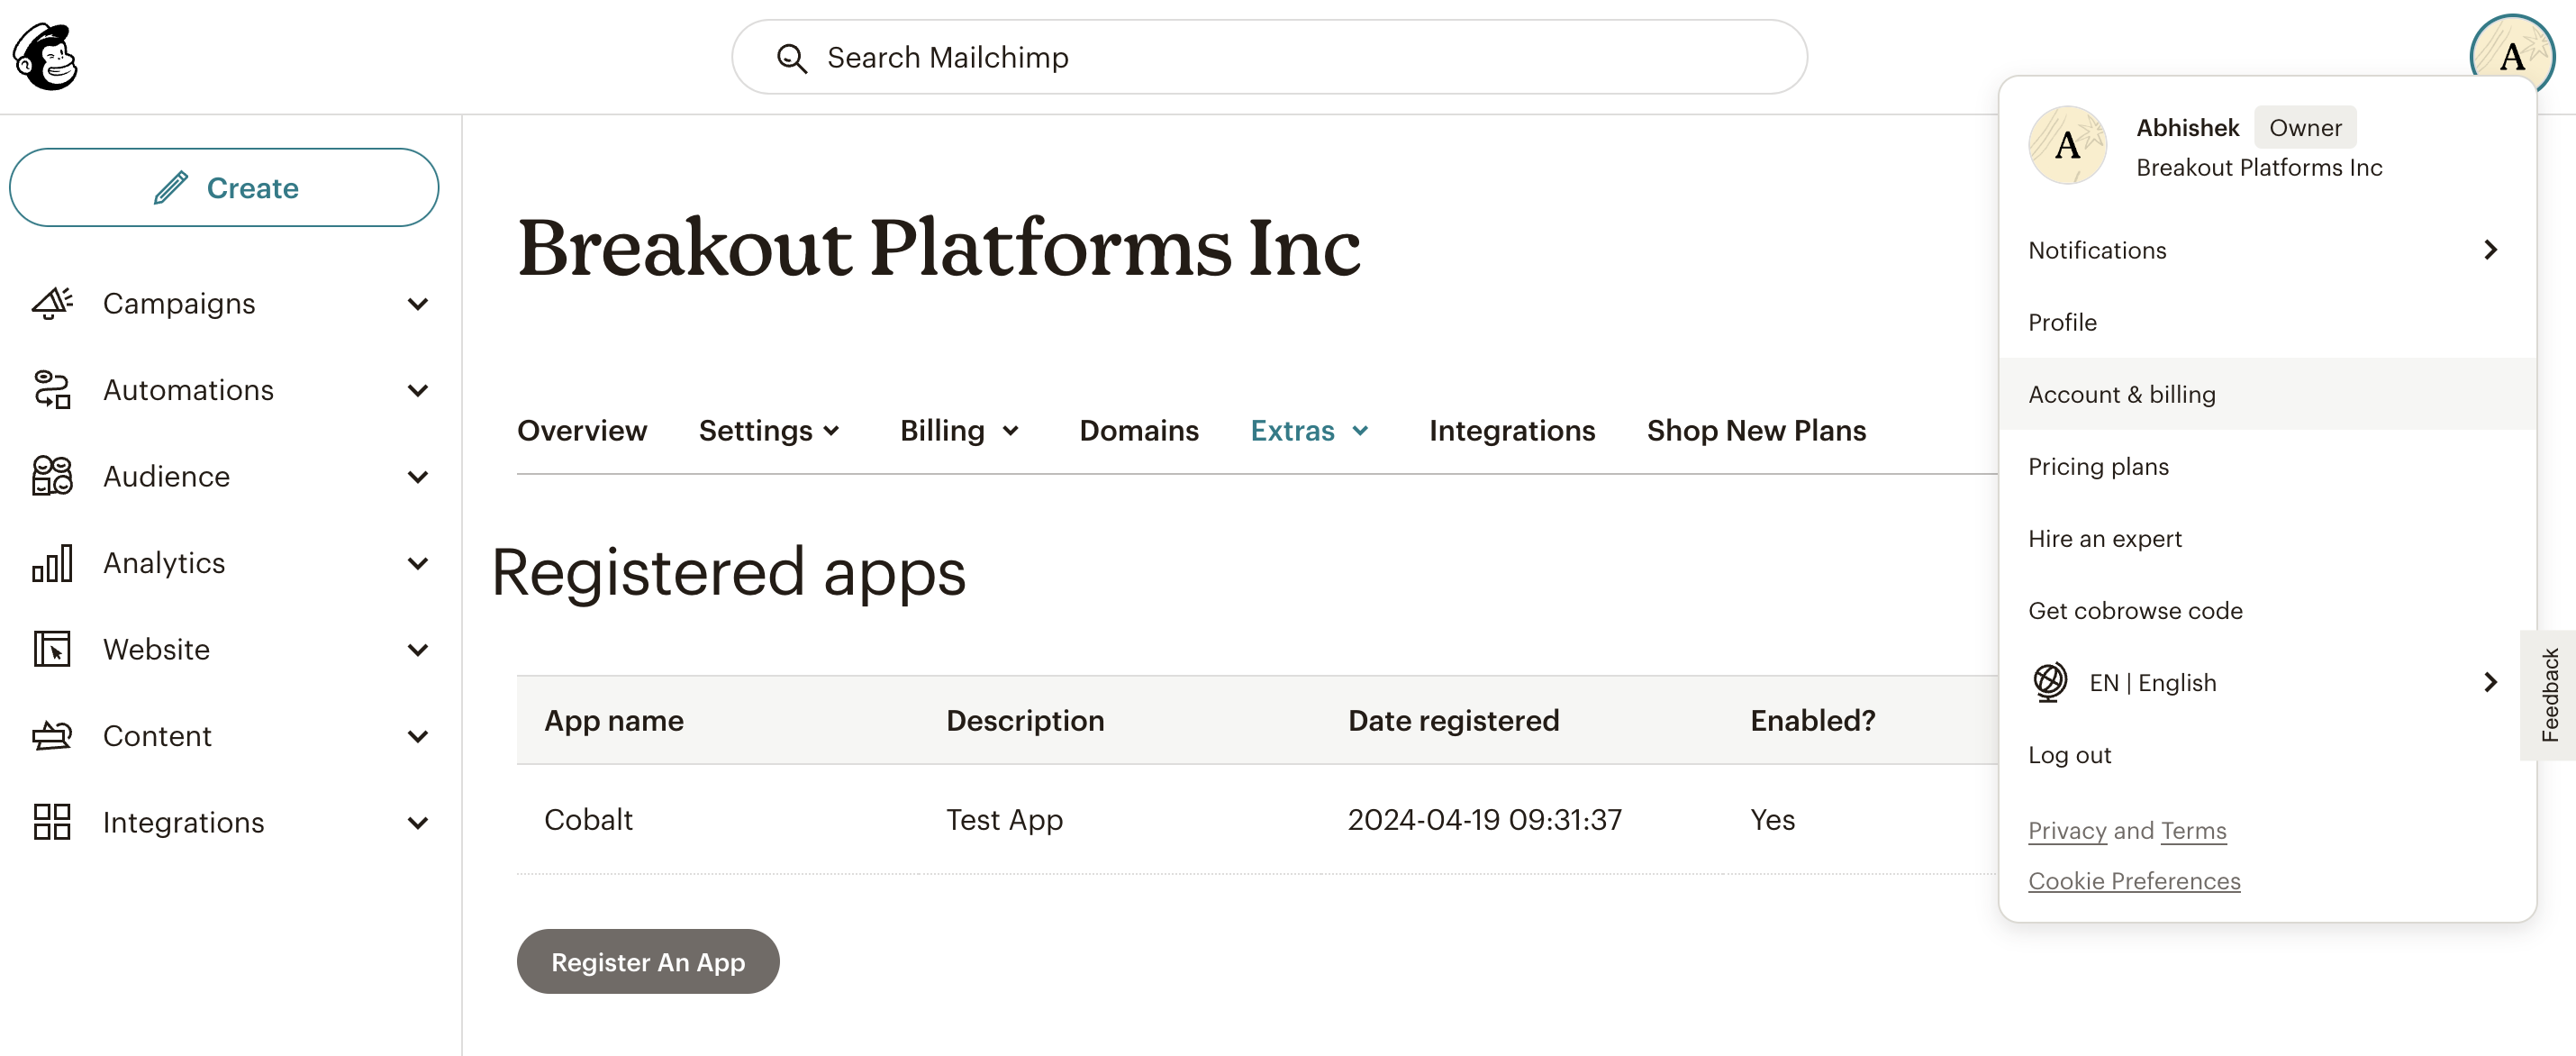 Search Mailchimp
A
Create
Campaigns
Automations
Audience
Analytics
Website
Content
Integrations
Breakout Platforms Inc
Overview Settings Billing Domains Extras Integrations Shop New Plans
Registered apps
App name Description Date registered Enabled?
Cobalt Test App 2024-04-19 09:31:37 Yes
Register An App
A
Abhishek Owner
Breakout Platforms Inc
Notifications
Profile
Account & billing
Pricing plans
Hire an expert
Get cobrowse code
EN | English
Log out
Privacy and Terms
Cookie Preferences
Feedback